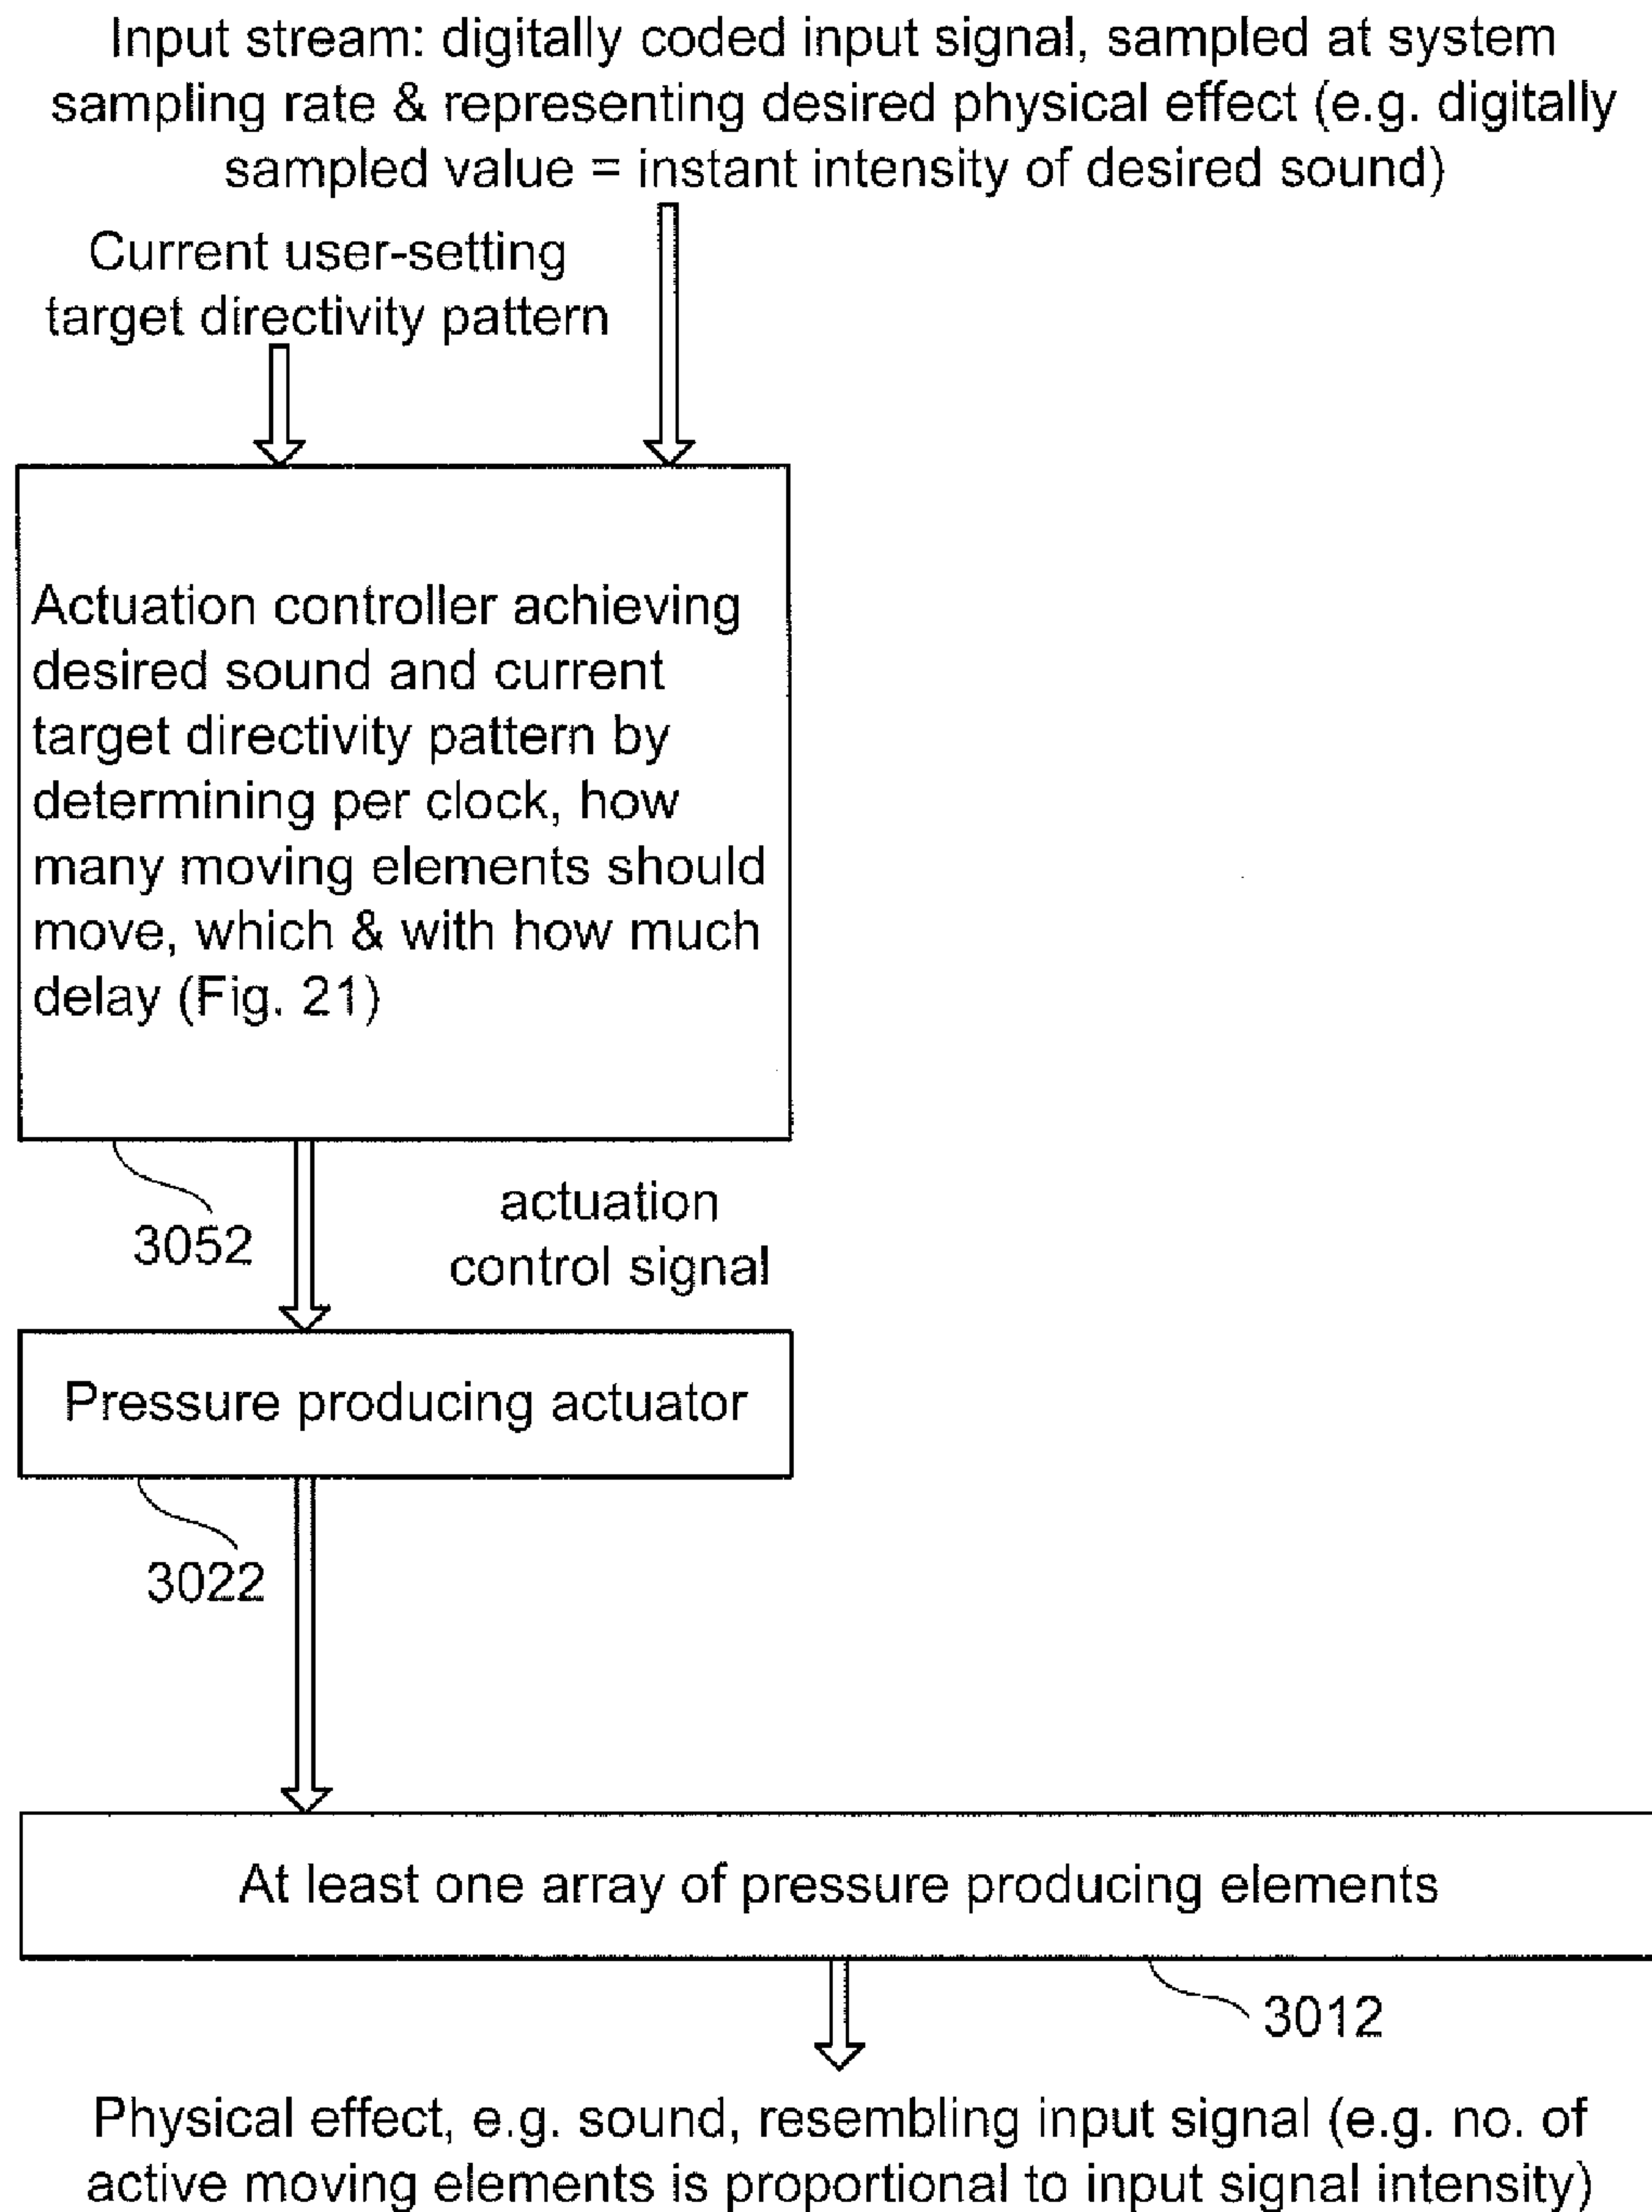 Input stream: digitally coded input signal, sampled at system
sampling rate & representing desired physical effect (e.g. digitally
sampled value = instant intensity of desired sound)
Current user-setting
target directivity pattern
Actuation controller achieving
desired sound and current
target directivity pattern by
determining per clock, how
many moving elements should
move, which & with how much
delay (Fig. 21)
3052
actuation
control signal
Pressure producing actuator
3022
At least one array of pressure producing elements
3012
Physical effect, e.g. sound, resembling input signal (e.g. no. of
active moving elements is proportional to input signal intensity)